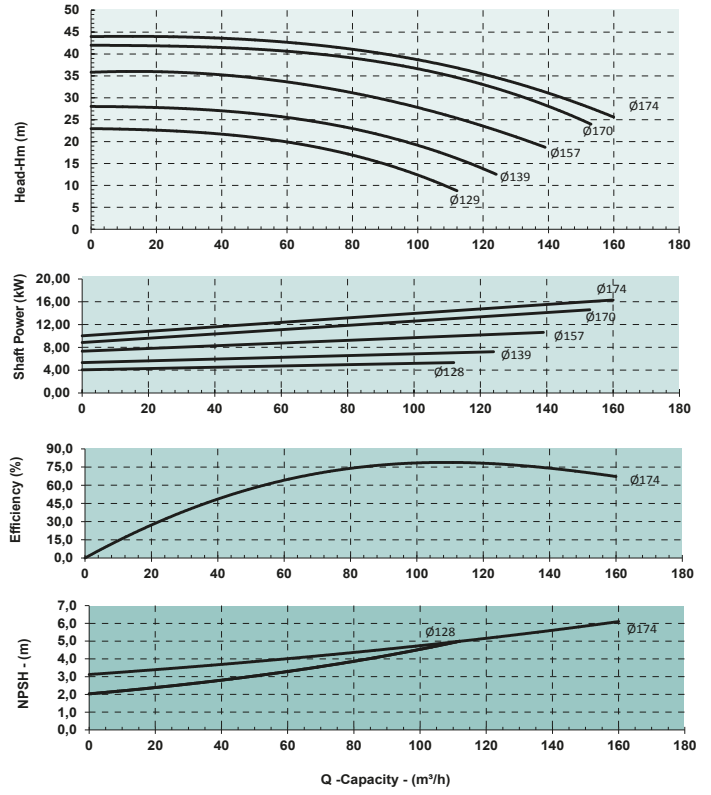 50
45
40
35
30
25
20
15
10
5
0
Head-Hm (m)
Ø174
Ø170
Ø157
Ø139
Ø129
0 20 40 60 80 100 120 140 160 180
20,00
16,00
12,00
8,00
4,00
0,00
Shaft Power (kW)
Ø174
Ø170
Ø157
Ø139
Ø128
0 20 40 60 80 100 120 140 160 180
90,0
75,0
60,0
45,0
30,0
15,0
0,0
Efficiency (%)
Ø174
0 20 40 60 80 100 120 140 160 180
7,0
6,0
5,0
4,0
3,0
2,0
1,0
0,0
NPSH - (m)
Ø128
Ø174
0 20 40 60 80 100 120 140 160 180
Q -Capacity - (m³/h)